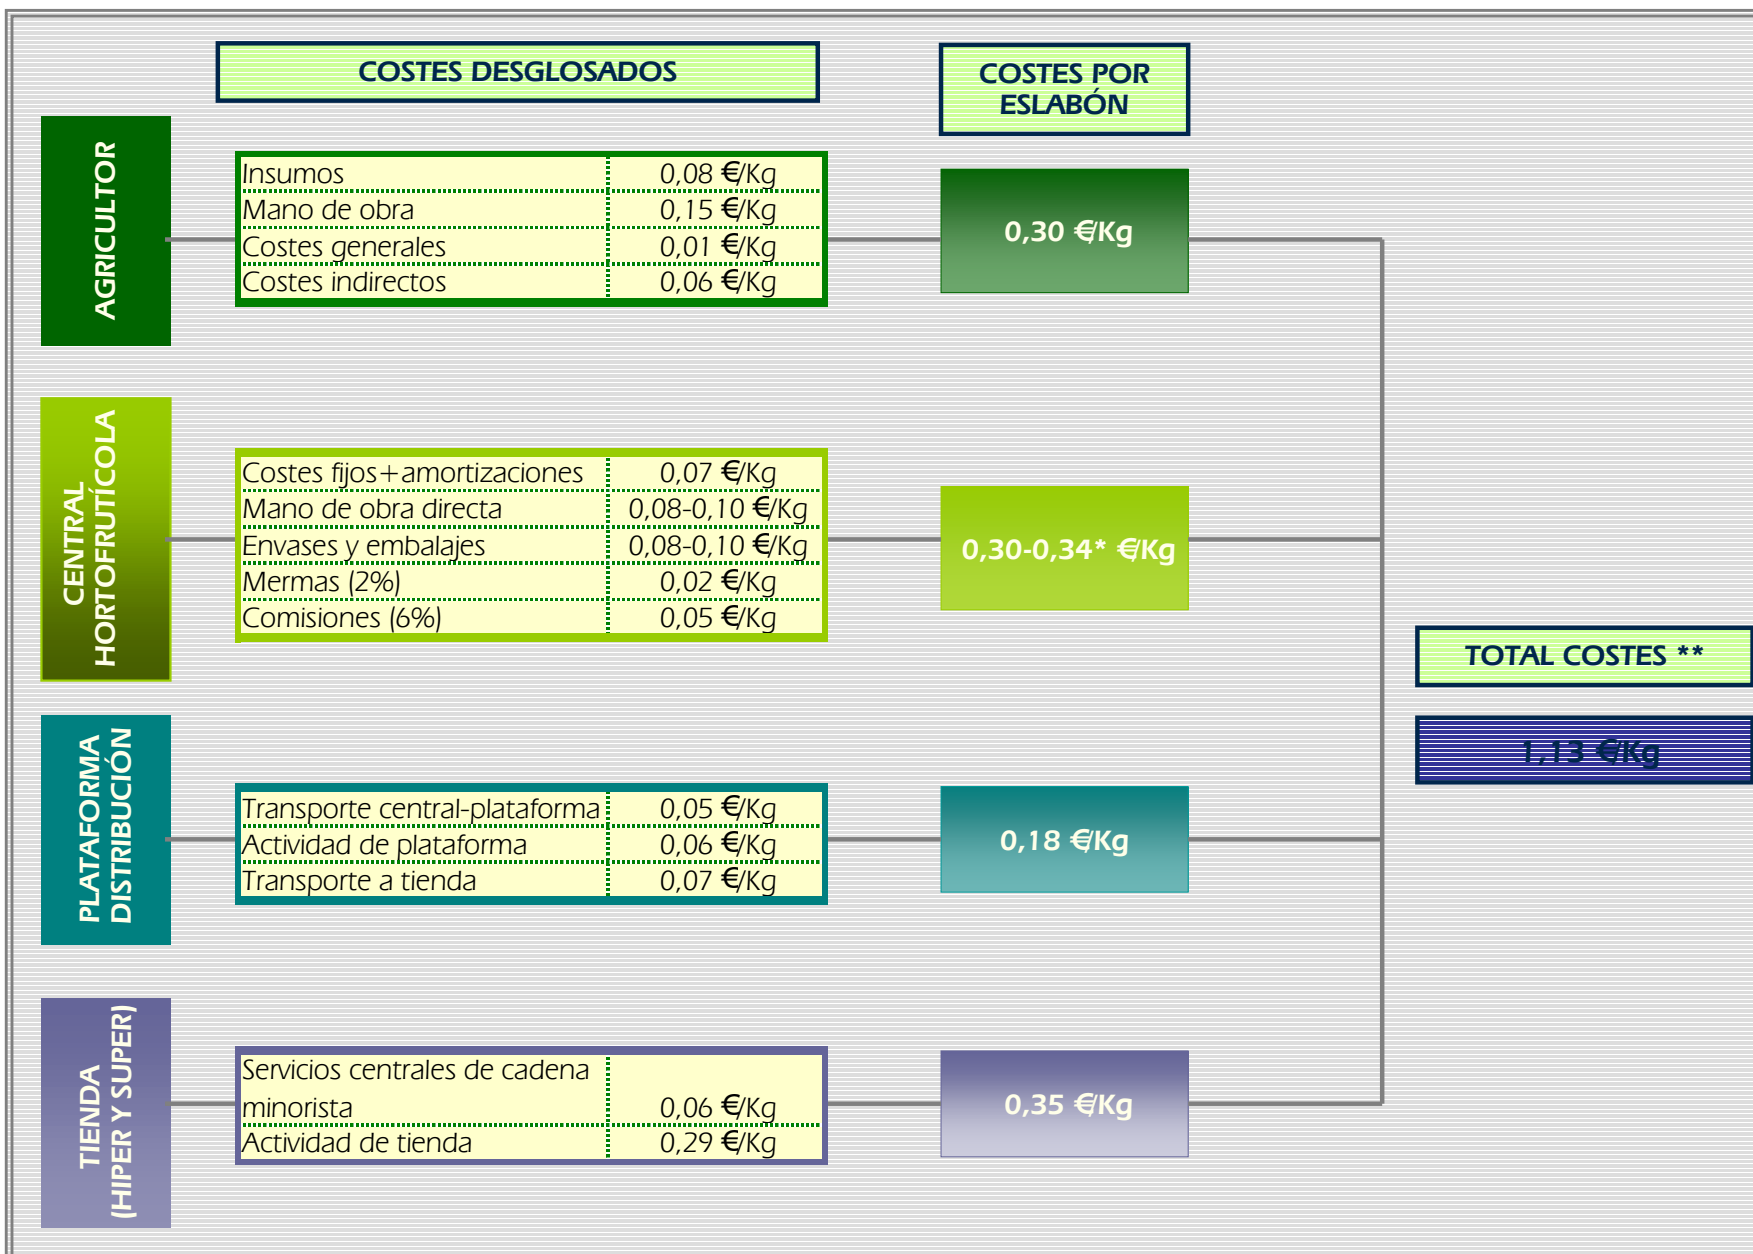 COSTES DESGLOSADOS
COSTES POR
ESLABÓN
AGRICULTOR
Insumos 0,08 €/Kg
Mano de obra 0,15 €/Kg
Costes generales 0,01 €/Kg
Costes indirectos 0,06 €/Kg
0,30 €/Kg
CENTRAL
HORTOFRUTÍCOLA
Costes fijos+amortizaciones 0,07 €/Kg
Mano de obra directa 0,08-0,10 €/Kg
Envases y embalajes 0,08-0,10 €/Kg
Mermas (2%) 0,02 €/Kg
Comisiones (6%) 0,05 €/Kg
0,30-0,34* €/Kg
TOTAL COSTES **
1,13 €/Kg
PLATAFORMA
DISTRIBUCIÓN
Transporte central-plataforma 0,05 €/Kg
Actividad de plataforma 0,06 €/Kg
Transporte a tienda 0,07 €/Kg
0,18 €/Kg
TIENDA
(HIPER Y SUPER)
Servicios centrales de cadena
minorista 0,06 €/Kg
Actividad de tienda 0,29 €/Kg
0,35 €/Kg